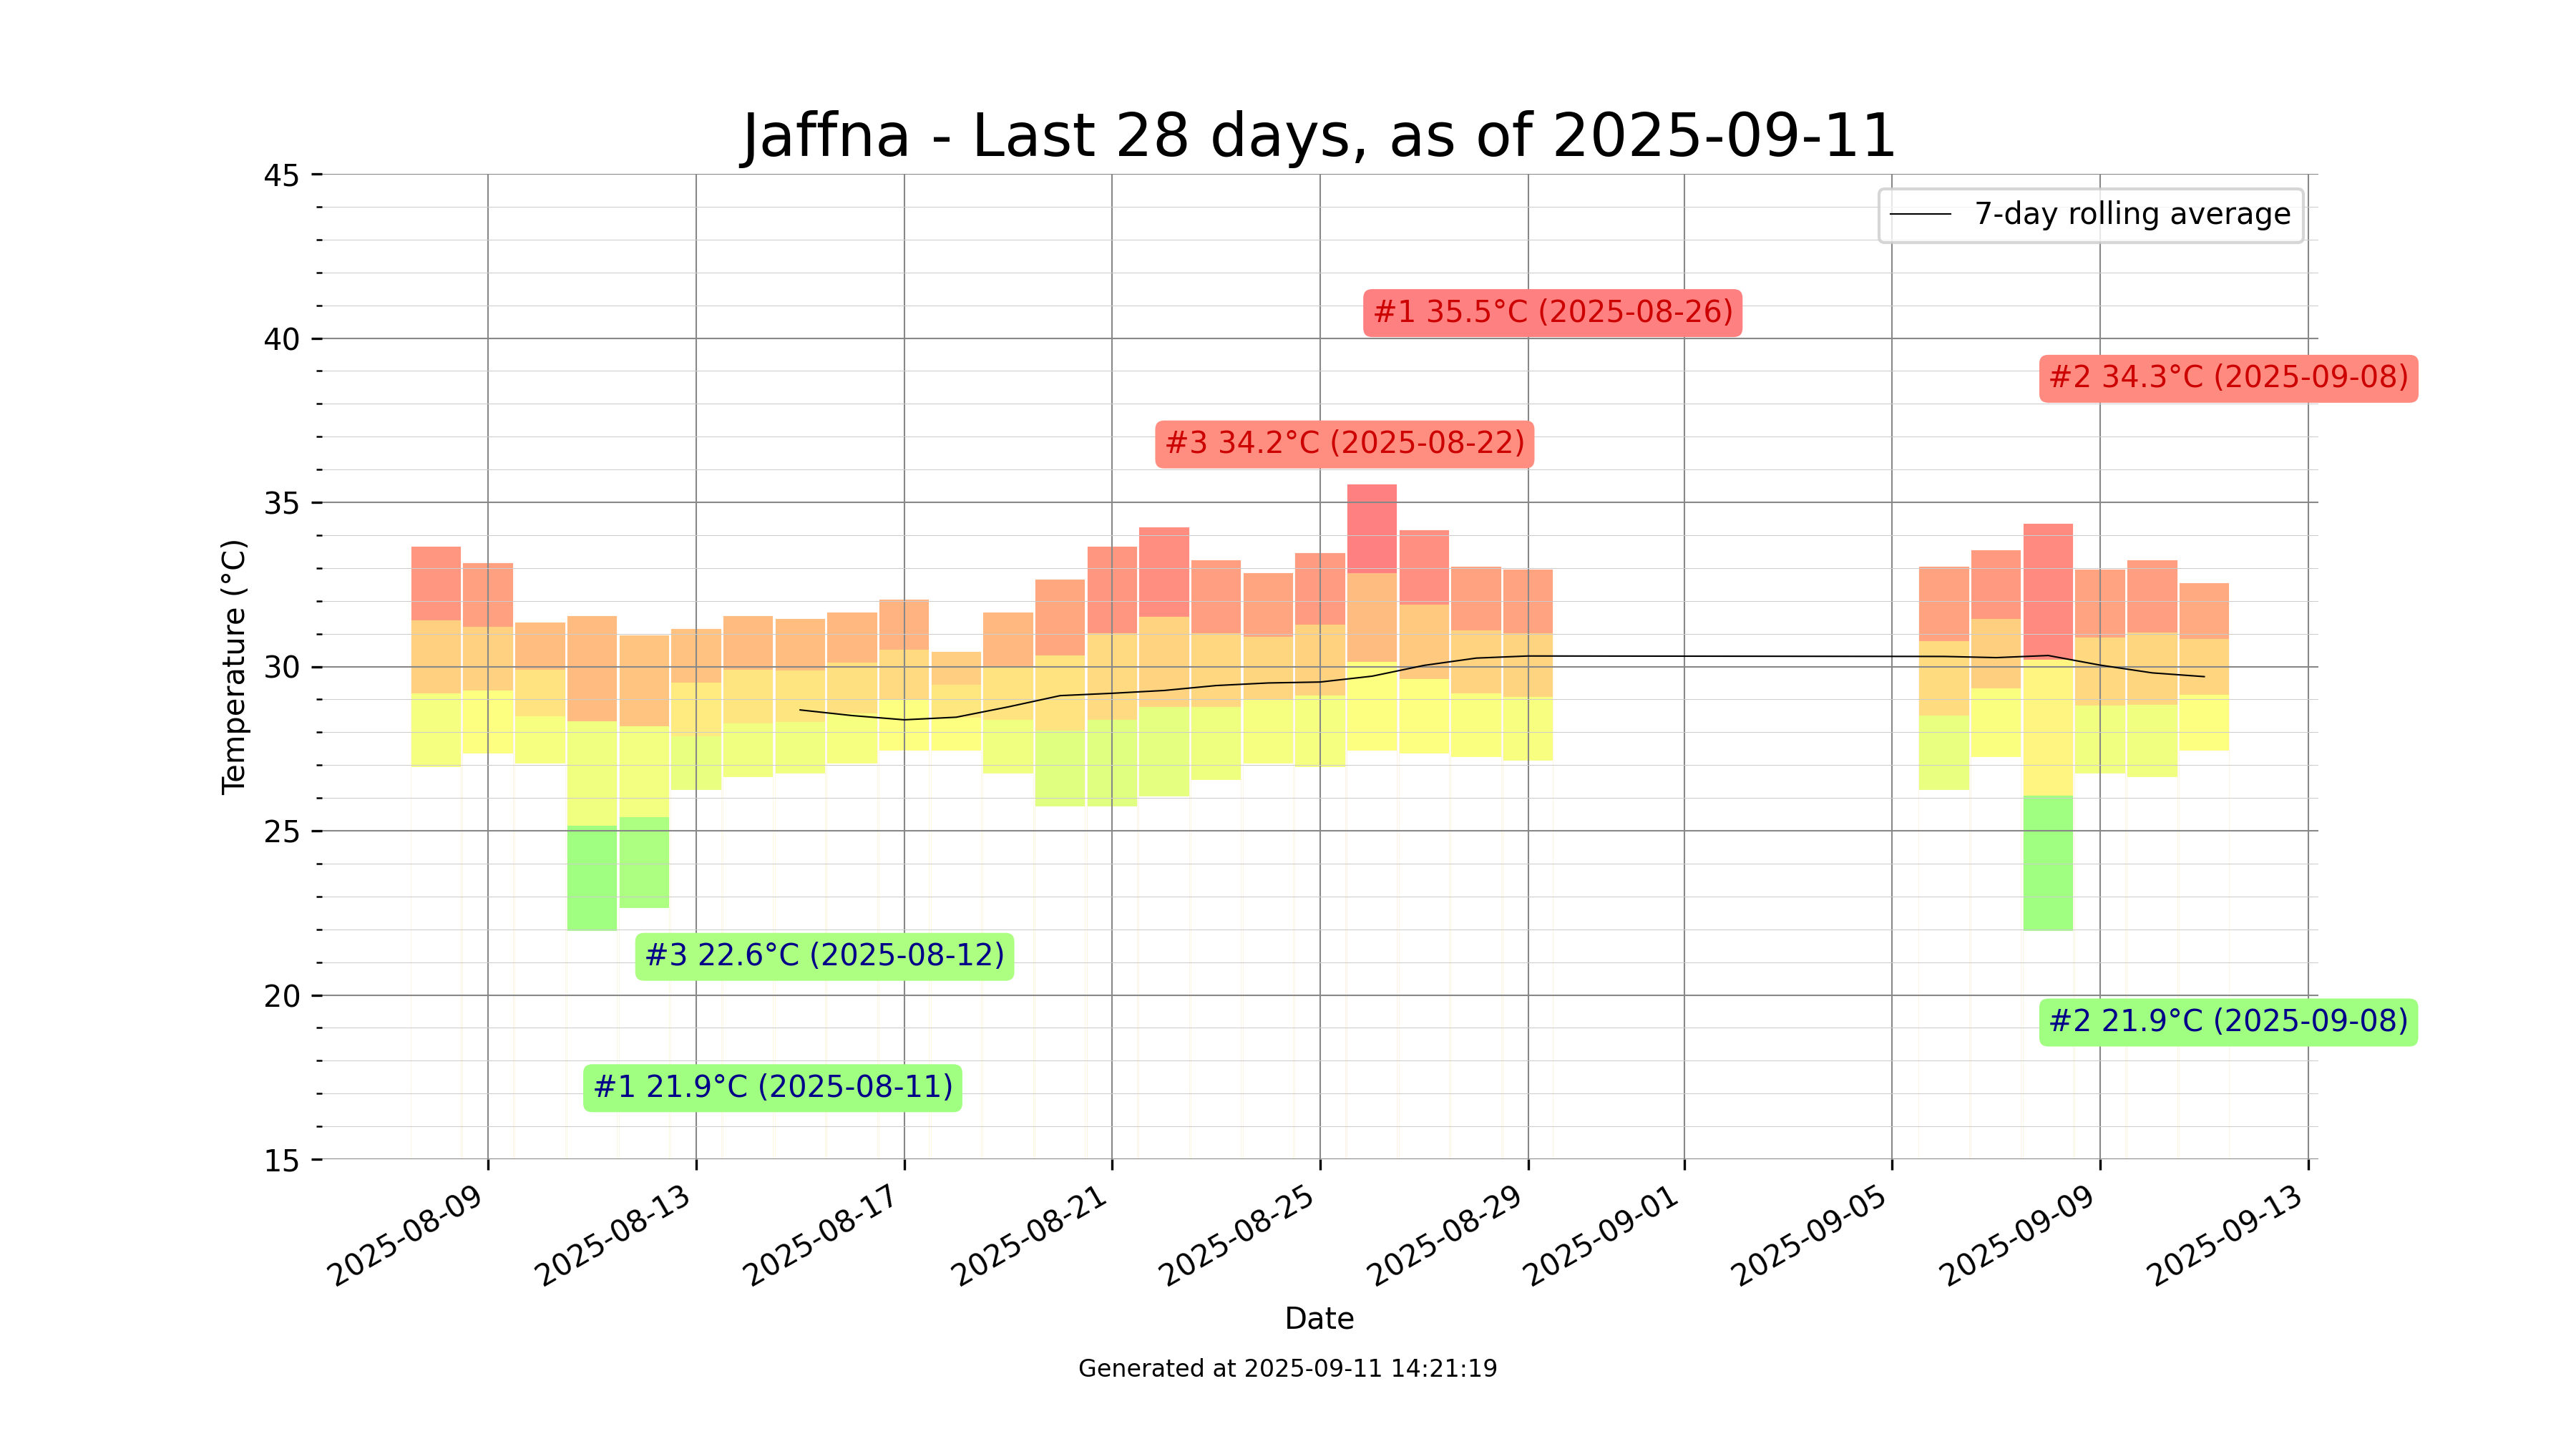 Jaffna - Last 28 days, as of 2025-09-11
45
7-day rolling average
#1 35.5°C (2025-08-26)
40
#2 34.3°C (2025-09-08)
#3 34.2°C (2025-08-22)
35
Temperature (°C)
30
25
#3 22.6°C (2025-08-12)
20
#2 21.9°C (2025-09-08)
#1 21.9°C (2025-08-11)
15
2025-08-09
2025-08-13
2025-08-17
2025-08-21
2025-08-25
2025-08-29
2025-09-01
2025-09-05
2025-09-09
2025-09-13
Date
Generated at 2025-09-11 14:21:19